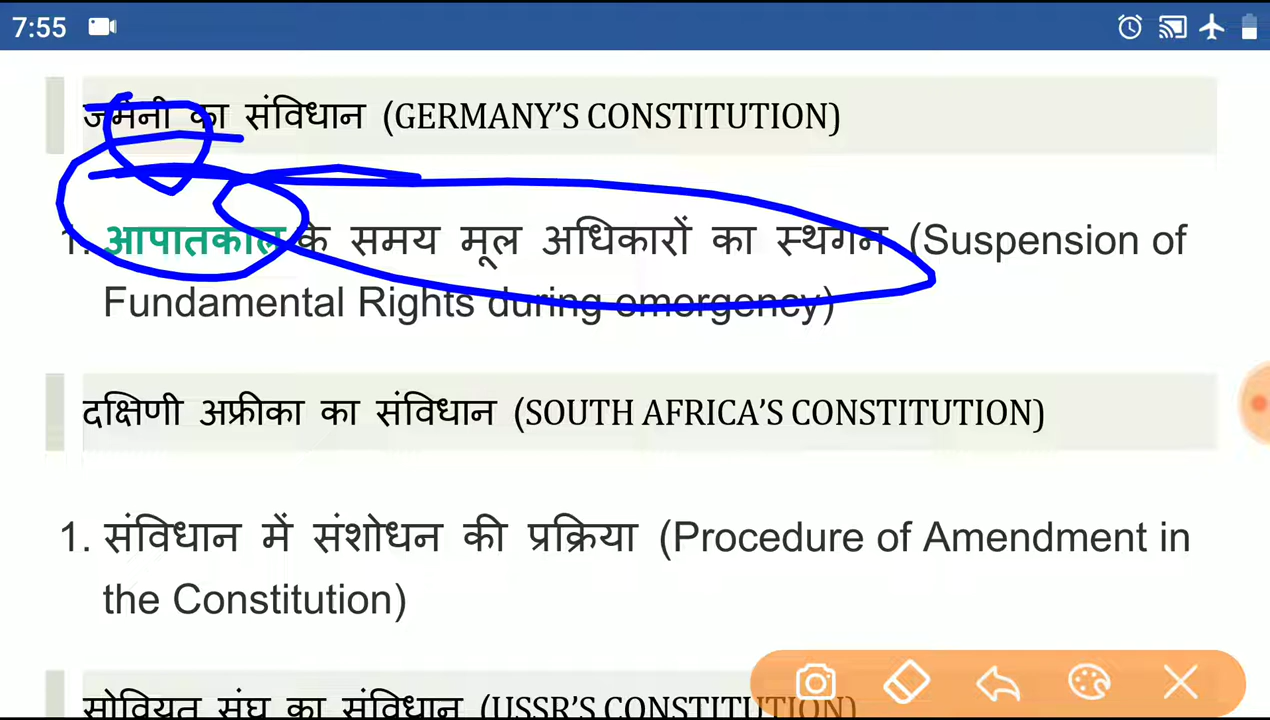 7:55
जर्मनी का संविधान (GERMANY'S CONSTITUTION)
1. आपातकाल के समय मूल अधिकारों का स्थगन (Suspension of
Fundamental Rights during emergency)
दक्षिणी अफ्रीका का संविधान (SOUTH AFRICA'S CONSTITUTION)
1. संविधान में संशोधन की प्रक्रिया (Procedure of Amendment in
the Constitution)
सोवियत संघ का संविधान (USSR'S CONSTITUTION)